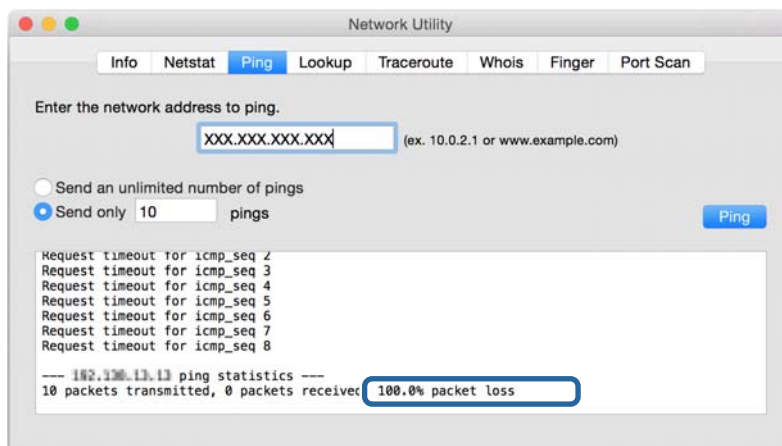 Network Utility
Info Netstat Ping Lookup Traceroute Whois Finger Port Scan
Enter the network address to ping.
XXX.XXX.XXX.XXX (ex. 10.0.2.1 or www.example.com)
Send an unlimited number of pings
Send only 10 pings
Ping
Request timeout for icmp_seq 2
Request timeout for icmp_seq 3
Request timeout for icmp_seq 4
Request timeout for icmp_seq 5
Request timeout for icmp_seq 6
Request timeout for icmp_seq 7
Request timeout for icmp_seq 8
--- ping statistics ---
10 packets transmitted, 0 packets received 100.0% packet loss